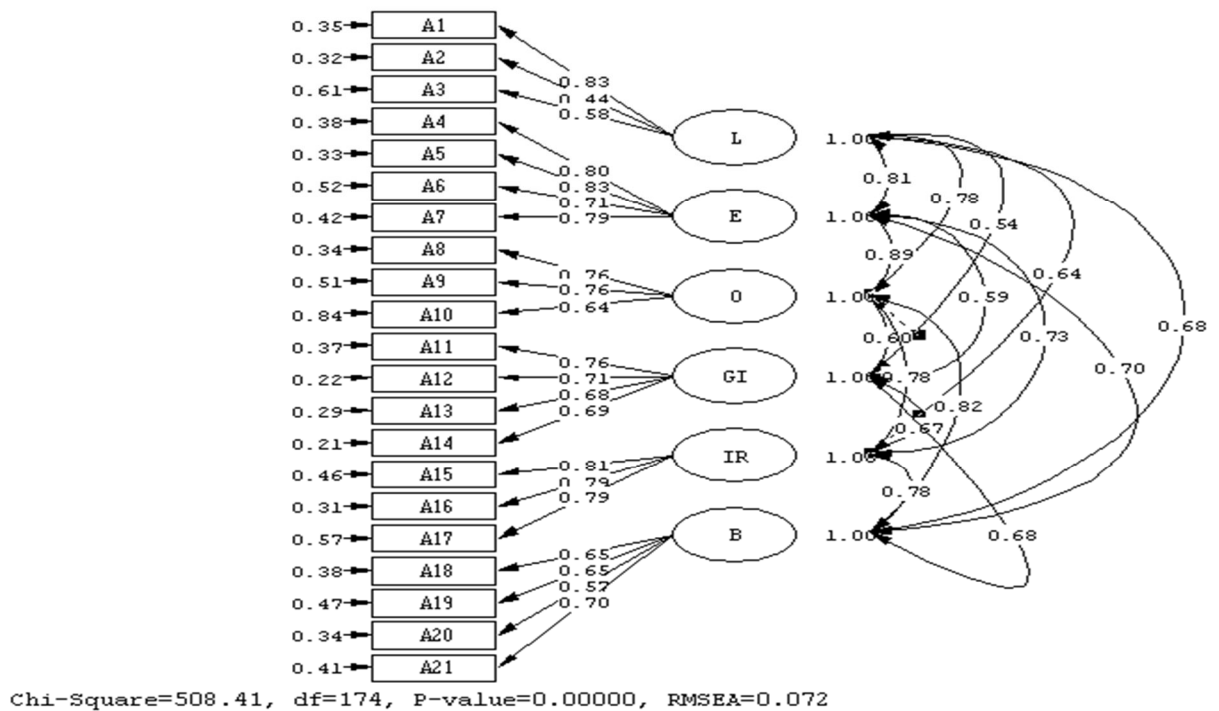 0.35 A1
0.32 A2
0.61 A3
0.83
0.44
0.58
0.38 A4
L 1.00
0.33 A5
0.80
0.83
0.71
0.79
0.81
0.78
0.54
0.52 A6
0.42 A7
E 1.00
0.34 A8
0.89
0.64
0.76
0.76
0.64
0.51 A9
O 1.00
0.59
0.84 A10
0.68
0.60
0.73
0.37 A11
0.76
0.71
0.68
0.69
0.22 A12
GI 1.00
0.78
0.70
0.29 A13
0.82
0.67
0.21 A14
0.46 A15
IR 1.00
0.81
0.79
0.79
0.78
0.31 A16
0.57 A17
B 1.00
0.68
0.38 A18
0.65
0.65
0.57
0.70
0.47 A19
0.34 A20
0.41 A21
Chi-Square=508.41, df=174, P-value=0.00000, RMSEA=0.072